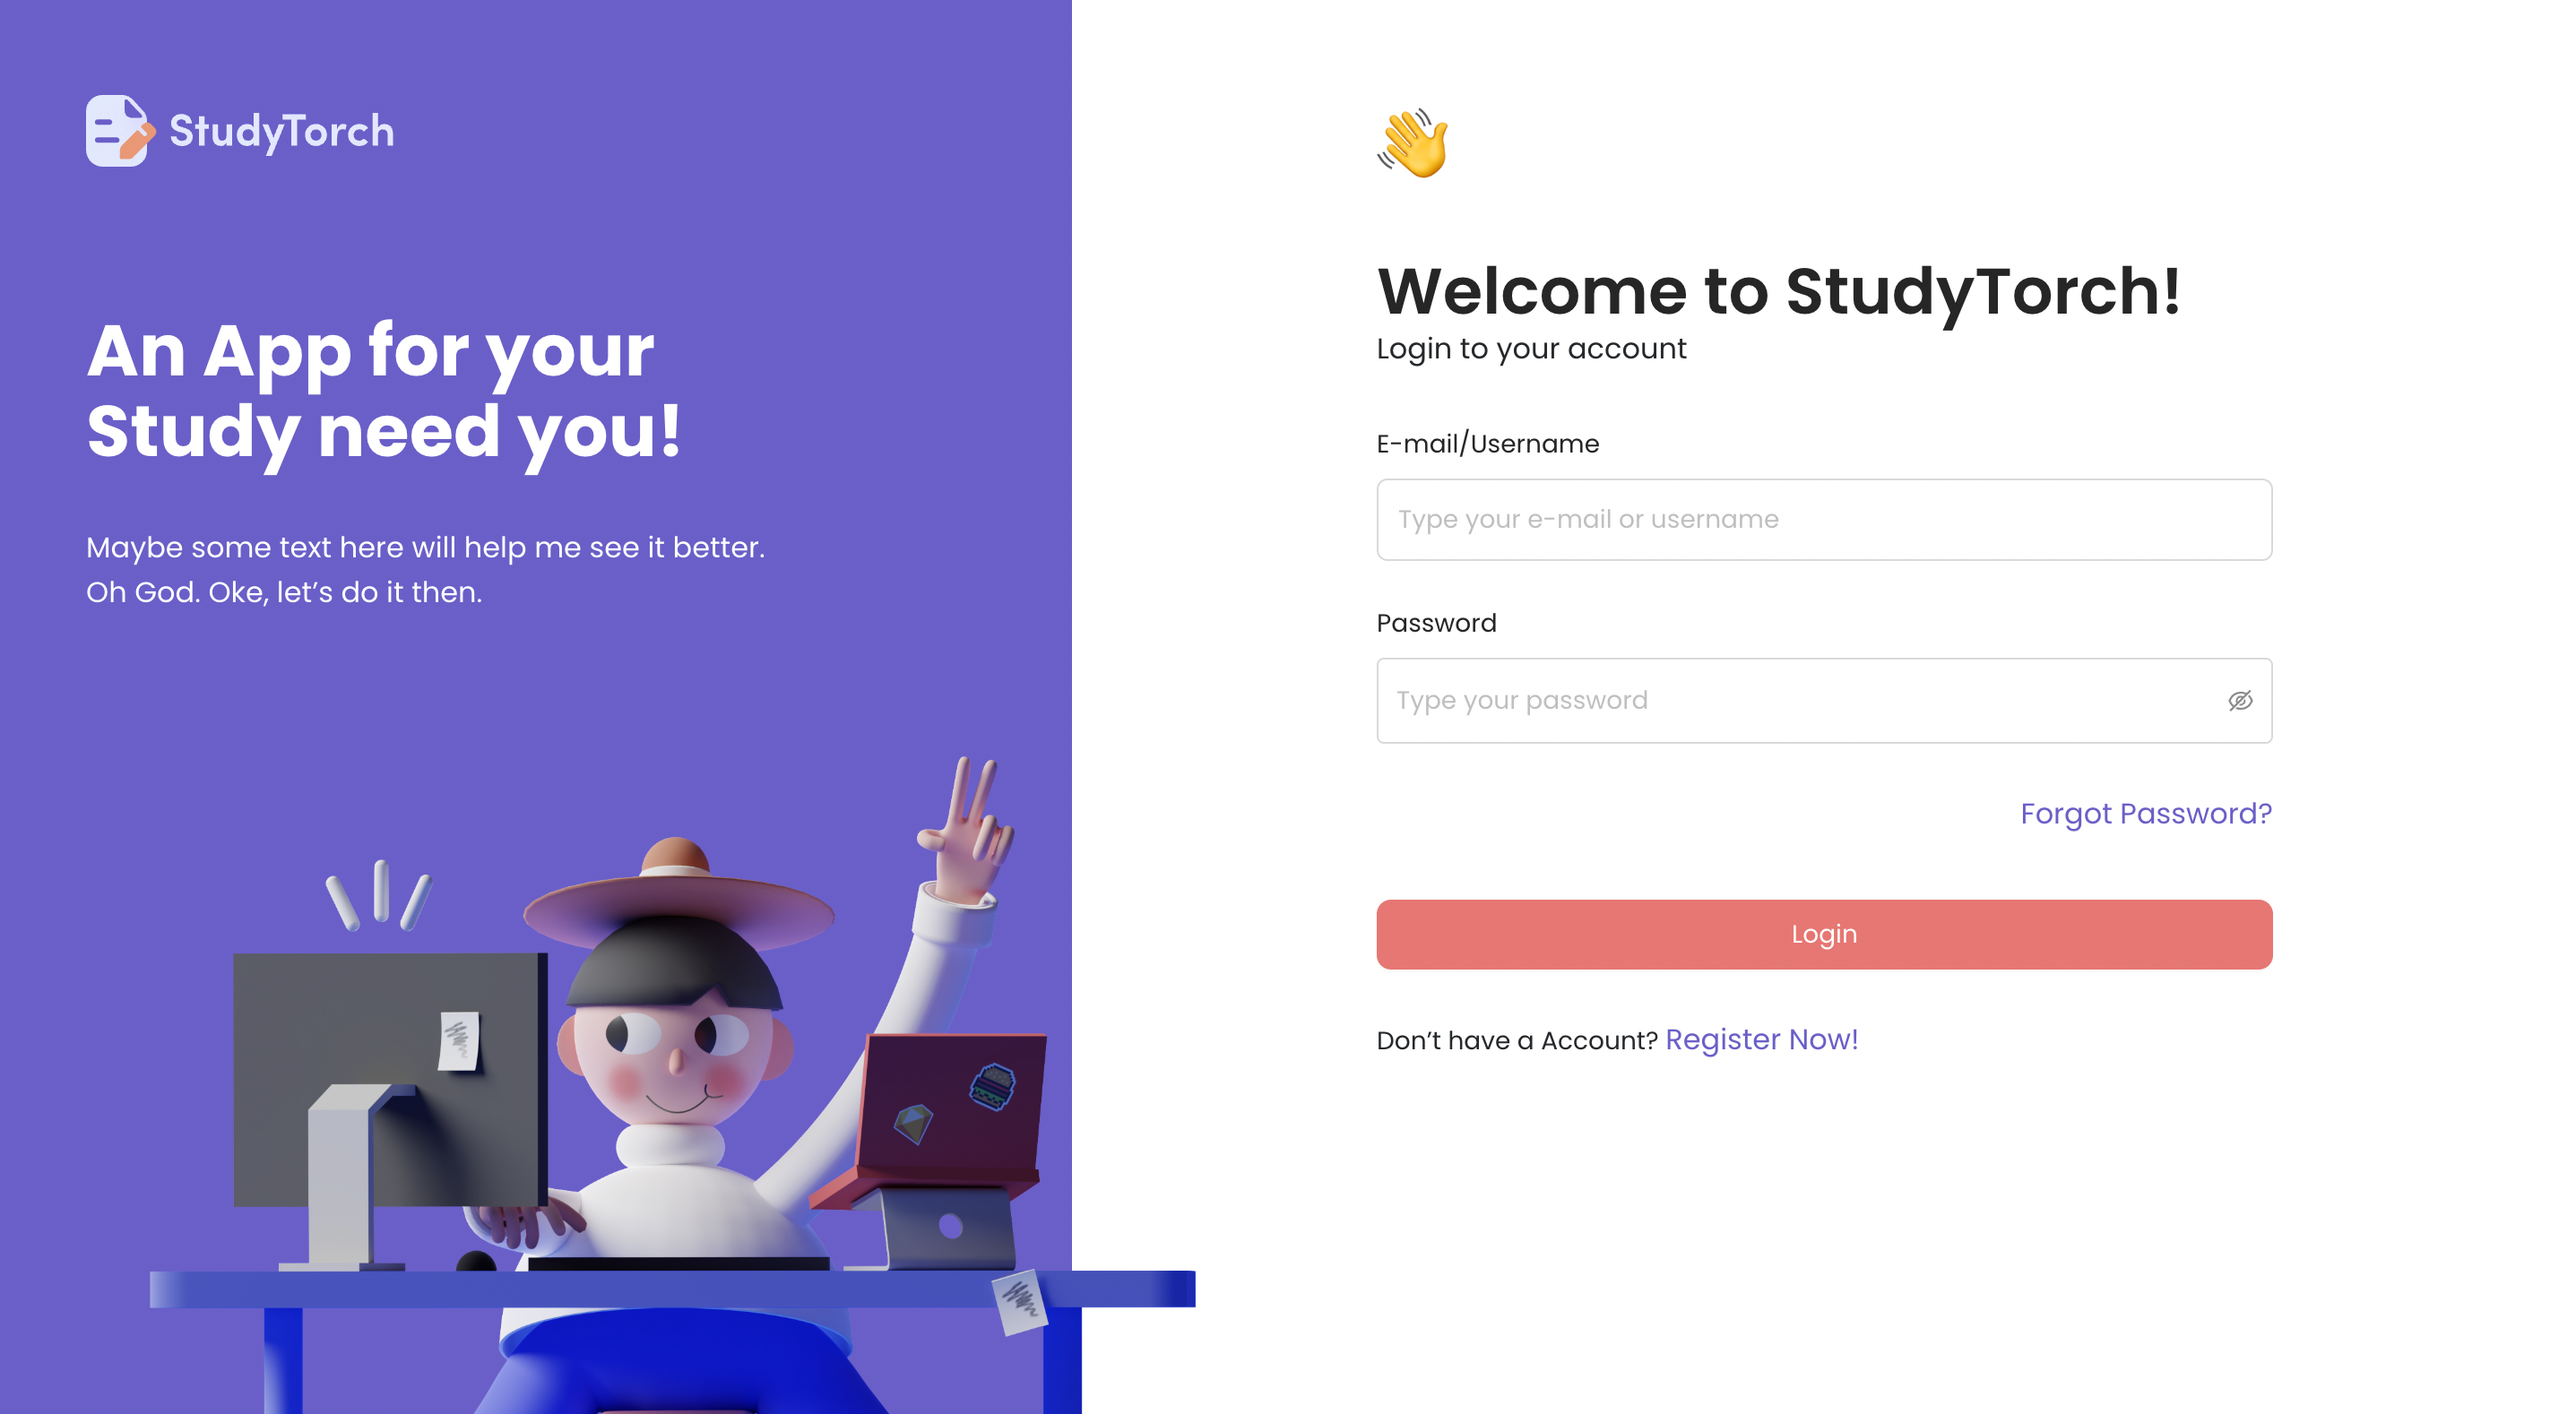 StudyTorch
An App for your
Study need you!
Maybe some text here will help me see it better.
Oh God. Oke, let’s do it then.
Welcome to StudyTorch!
Login to your account
E-mail/Username
Type your e-mail or username
Password
Type your password
Forgot Password?
Login
Don’t have a Account? Register Now!